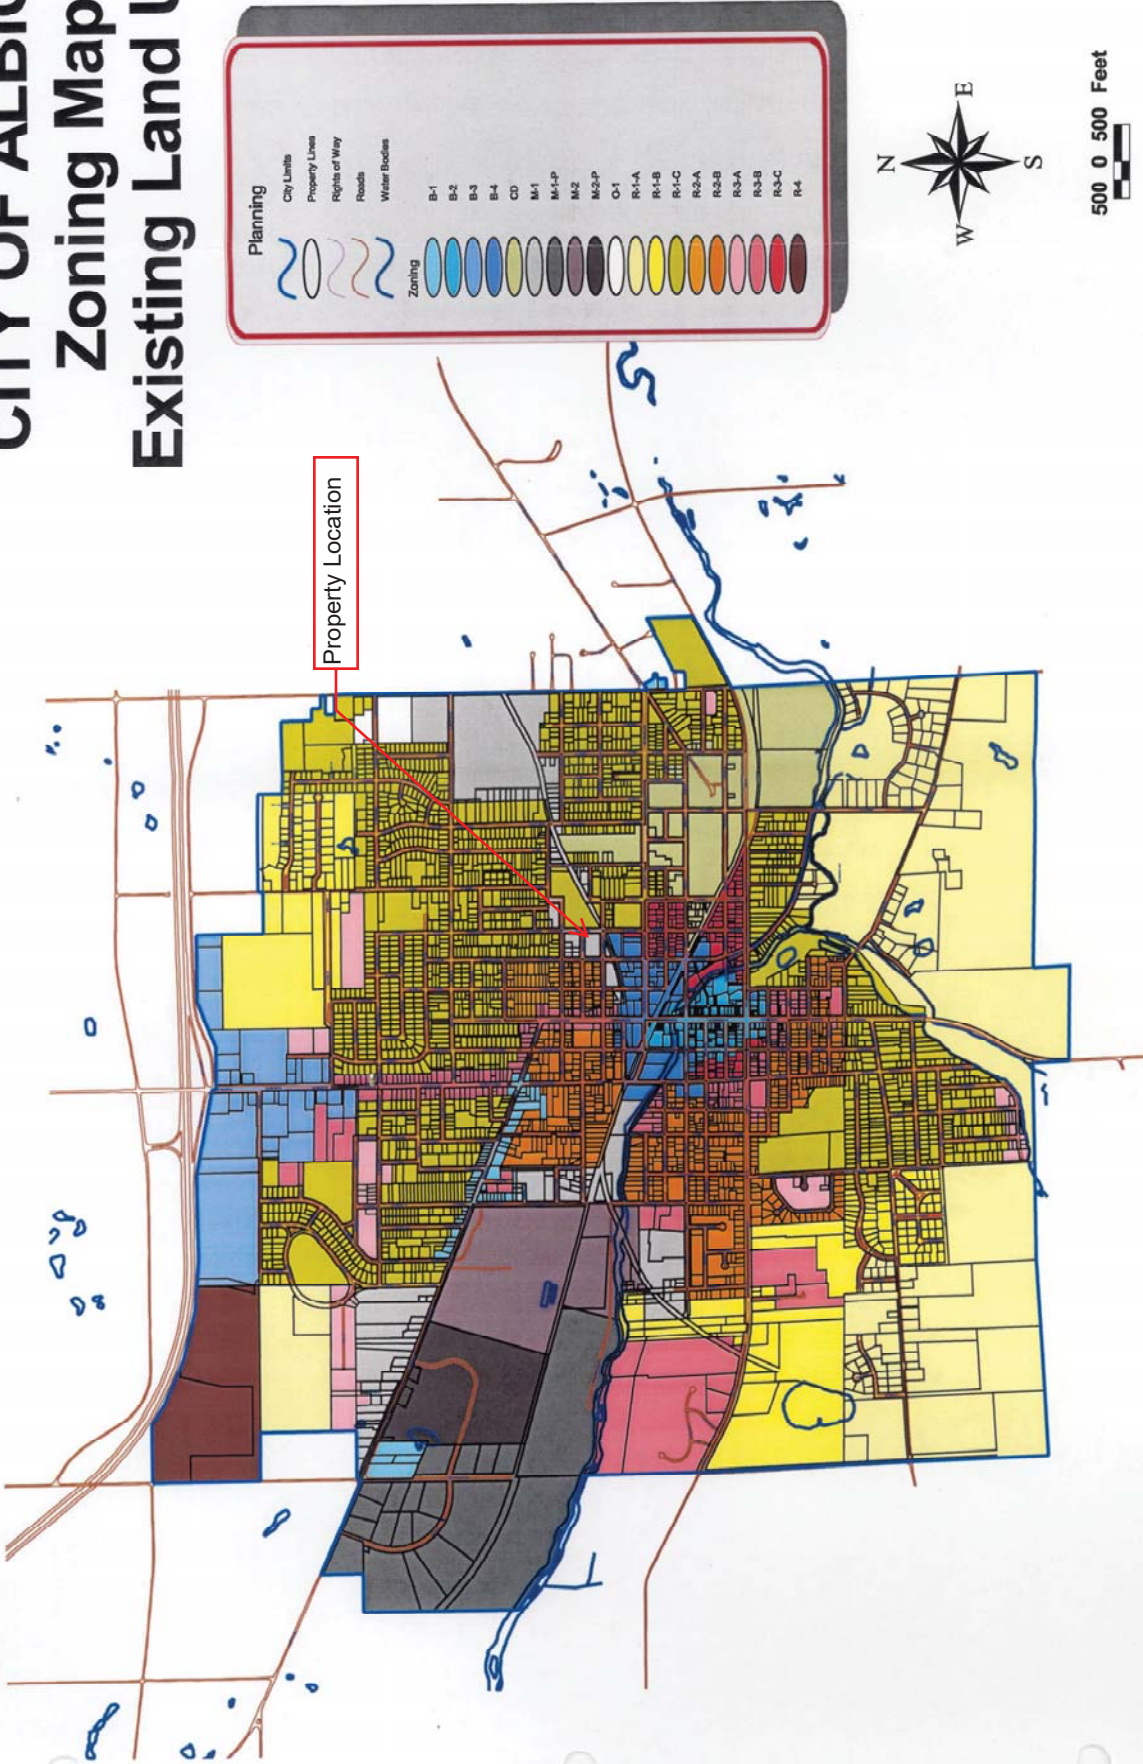 CITY OF ALBIO
Zoning Map
Existing Land U
Planning
City Limits
Property Lines
Rights of Way
Roads
Water Bodies
Zoning
B-1
B-2
B-3
B-4
CD
M-1
M-1-P
M-2
M-2-P
O-1
R-1-A
R-1-B
R-1-C
R-2-A
R-2-B
R-3-A
R-3-B
R-3-C
R-4
N
E
S
W
500 0 500 Feet
Property Location